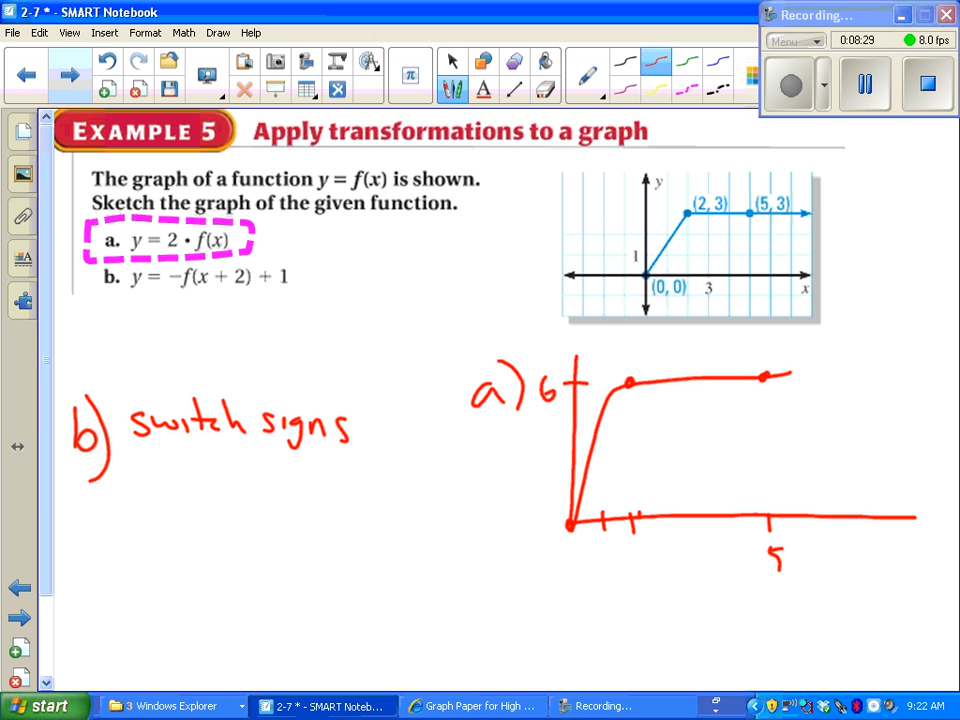 2-7 * - SMART Notebook
Recording...
File Edit View Insert Format Math Draw Help
Menu
0:08:29
8.0 fps
π
A
EXAMPLE 5 Apply transformations to a graph
The graph of a function y = f(x) is shown.
Sketch the graph of the given function.
a. y = 2 • f(x)
b. y = −f(x + 2) + 1
y
(2, 3)
(5, 3)
1
(0, 0)
3
x
a) 6
b) switch signs
5
start
3 Windows Explorer
2-7 * - SMART Noteb...
Graph Paper for High ...
Recording...
9:22 AM